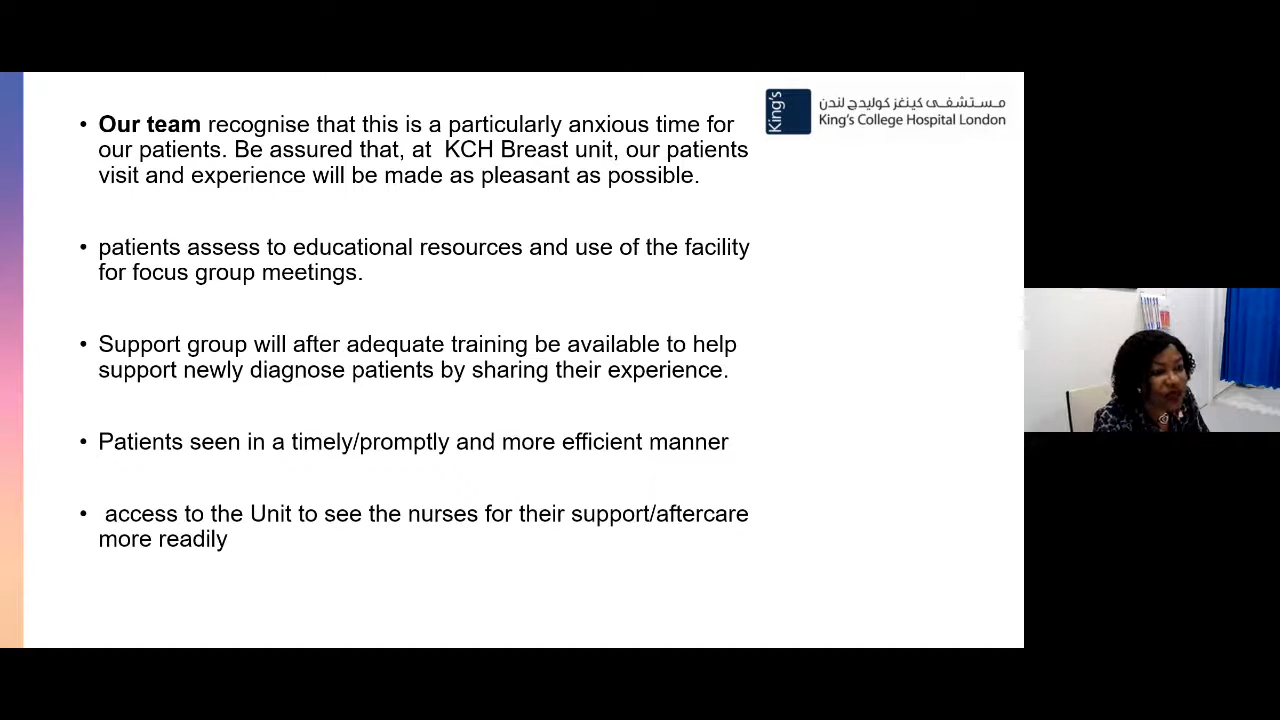 • Our team recognise that this is a particularly anxious time for
our patients. Be assured that, at KCH Breast unit, our patients
visit and experience will be made as pleasant as possible.
• patients assess to educational resources and use of the facility
for focus group meetings.
• Support group will after adequate training be available to help
support newly diagnose patients by sharing their experience.
• Patients seen in a timely/promptly and more efficient manner
• access to the Unit to see the nurses for their support/aftercare
more readily
King's
مستشفى كينغز كوليدج لندن
King's College Hospital London